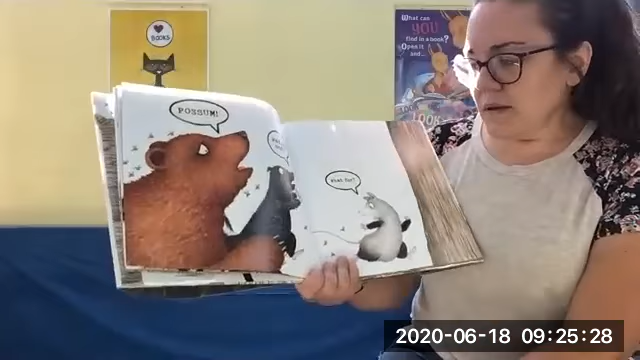 BOOKS
What can
YOU
find in a book?
Open it
and...
LOOK
POSSUM!
What for?
2020-06-18 09:25:28